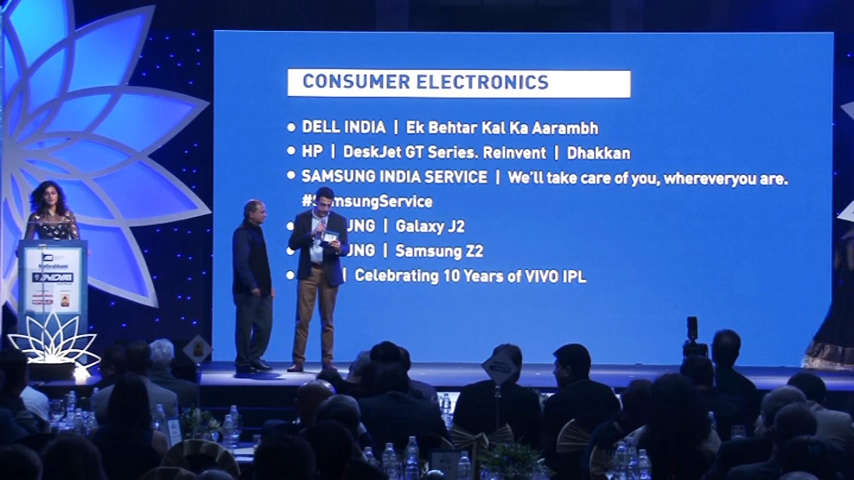 CONSUMER ELECTRONICS
• DELL INDIA | Ek Behtar Kal Ka Aarambh
• HP | DeskJet GT Series. ReInvent | Dhakkan
• SAMSUNG INDIA SERVICE | We'll take care of you, whereveryou are.
#SamsungService
UNG | Galaxy J2
UNG | Samsung Z2
| Celebrating 10 Years of VIVO IPL